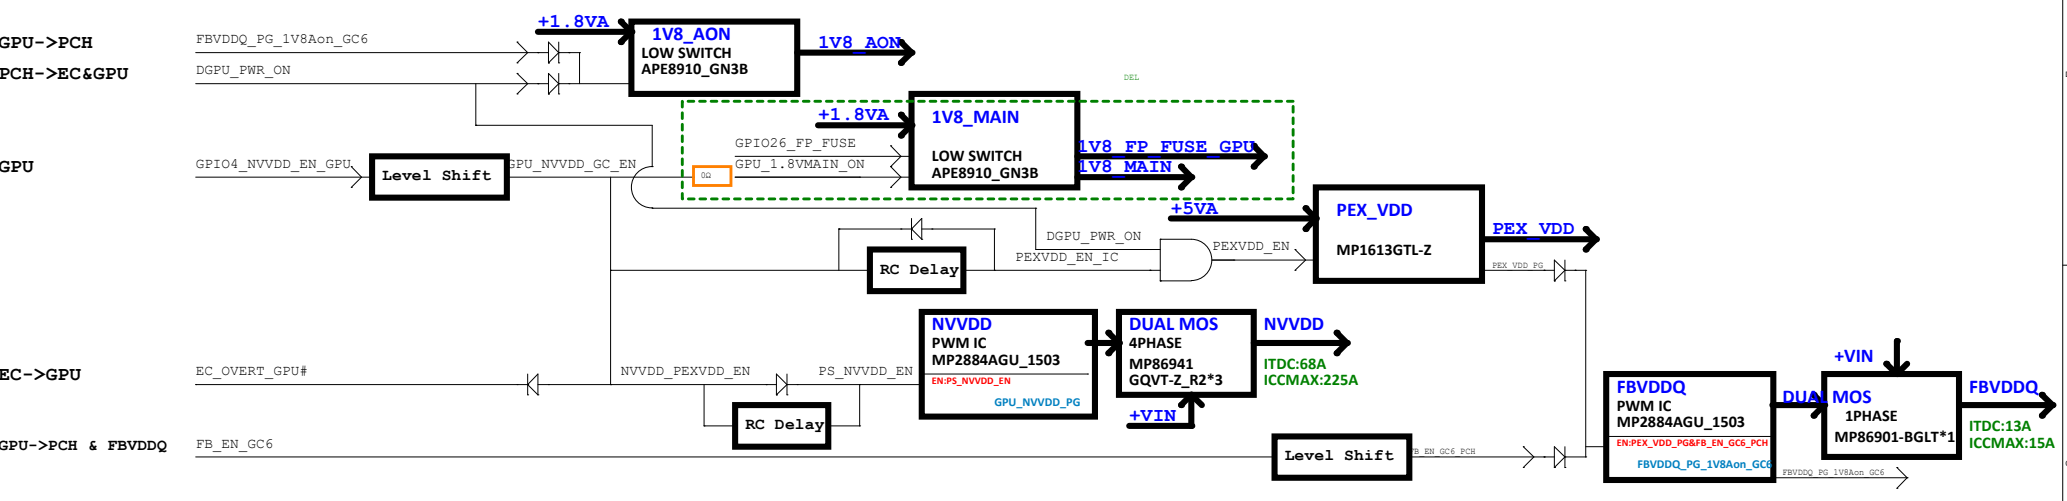 +1.8VA
1V8_AON
LOW SWITCH
APE8910_GN3B
1V8_AON
GPU->PCH
FBVDDQ_PG_1V8Aon_GC6
PCH->EC&GPU
DGPU_PWR_ON
DEL
+1.8VA
1V8_MAIN
LOW SWITCH
APE8910_GN3B
GPIO26_FP_FUSE
GPU_1.8VMAIN_ON
1V8_FP_FUSE_GPU
1V8_MAIN
GPU
GPIO4_NVVDD_EN_GPU
Level Shift
GPU_NVVDD_GC_EN
0Ω
+5VA
PEX_VDD
MP1613GTL-Z
PEX_VDD
DGPU_PWR_ON
PEXVDD_EN_IC
PEXVDD_EN
PEX_VDD_PG
RC Delay
NVVDD
PWM IC
MP2884AGU_1503
EN:PS_NVVDD_EN
GPU_NVVDD_PG
DUAL MOS
4PHASE
MP86941
GQVT-Z_R2*3
NVVDD
ITDC:68A
ICCMAX:225A
+VIN
EC->GPU
EC_OVERT_GPU#
NVVDD_PEXVDD_EN
PS_NVVDD_EN
RC Delay
+VIN
FBVDDQ
PWM IC
MP2884AGU_1503
EN:PEX_VDD_PG&FB_EN_GC6_PCH
FBVDDQ_PG_1V8Aon_GC6
DUAL MOS
1PHASE
MP86901-BGLT*1
FBVDDQ
ITDC:13A
ICCMAX:15A
GPU->PCH & FBVDDQ
FB_EN_GC6
Level Shift
FB_EN_GC6_PCH
FBVDDQ_PG_1V8Aon_GC6